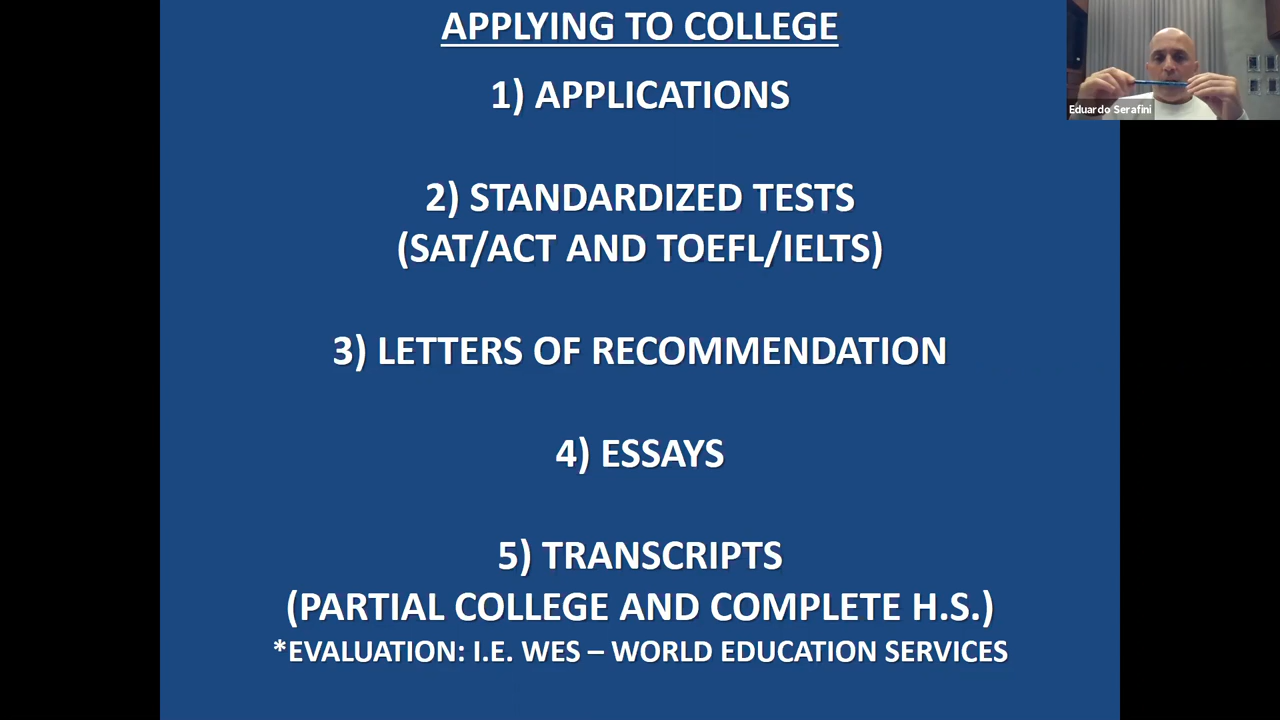 APPLYING TO COLLEGE
1) APPLICATIONS
2) STANDARDIZED TESTS
(SAT/ACT AND TOEFL/IELTS)
3) LETTERS OF RECOMMENDATION
4) ESSAYS
5) TRANSCRIPTS
(PARTIAL COLLEGE AND COMPLETE H.S.)
*EVALUATION: I.E. WES – WORLD EDUCATION SERVICES
Eduardo Serafini